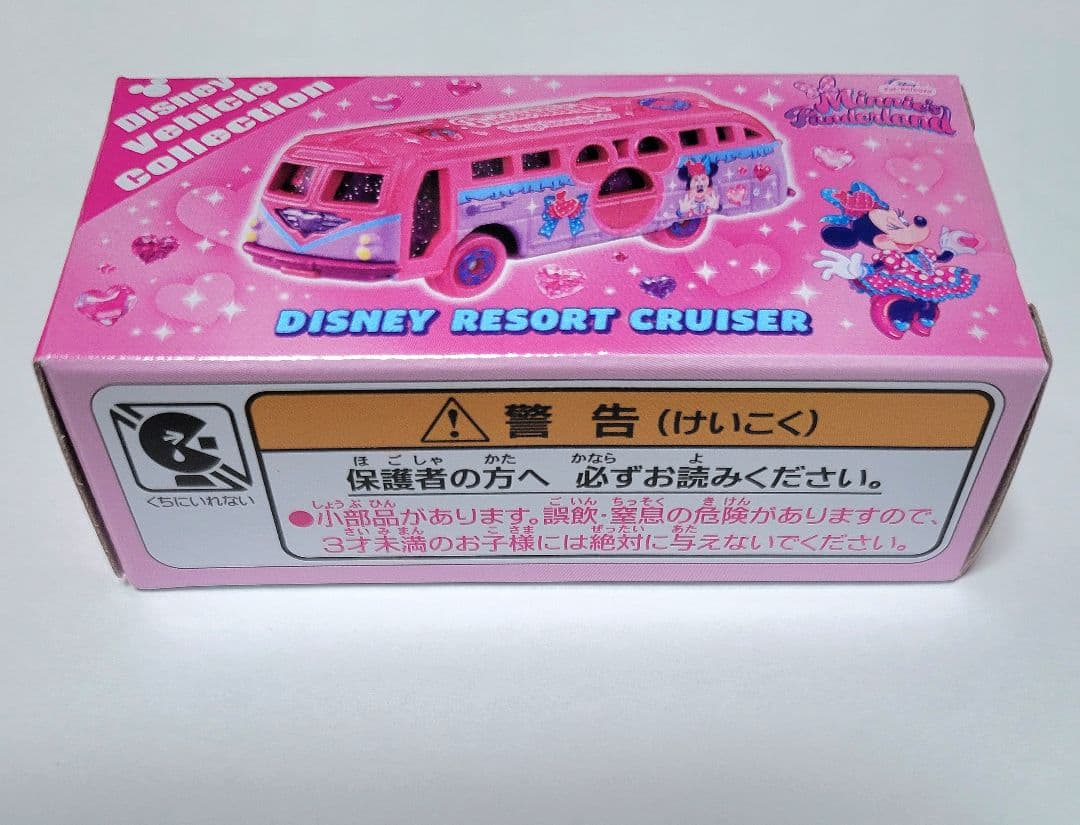 Disney
Vehicle
Collection
Minnie's
Funderland
DISNEY RESORT CRUISER
くちにいれない
警告(けいこく)
ほごしゃ かた かなら よ
保護者の方へ 必ずお読みください。
しょうぶひん ごいん ちっそく きけん
●小部品があります。誤飲・窒息の危険がありますので、
さいみまん こさま ぜったい あた
3才未満のお子様には絶対に与えないでください。